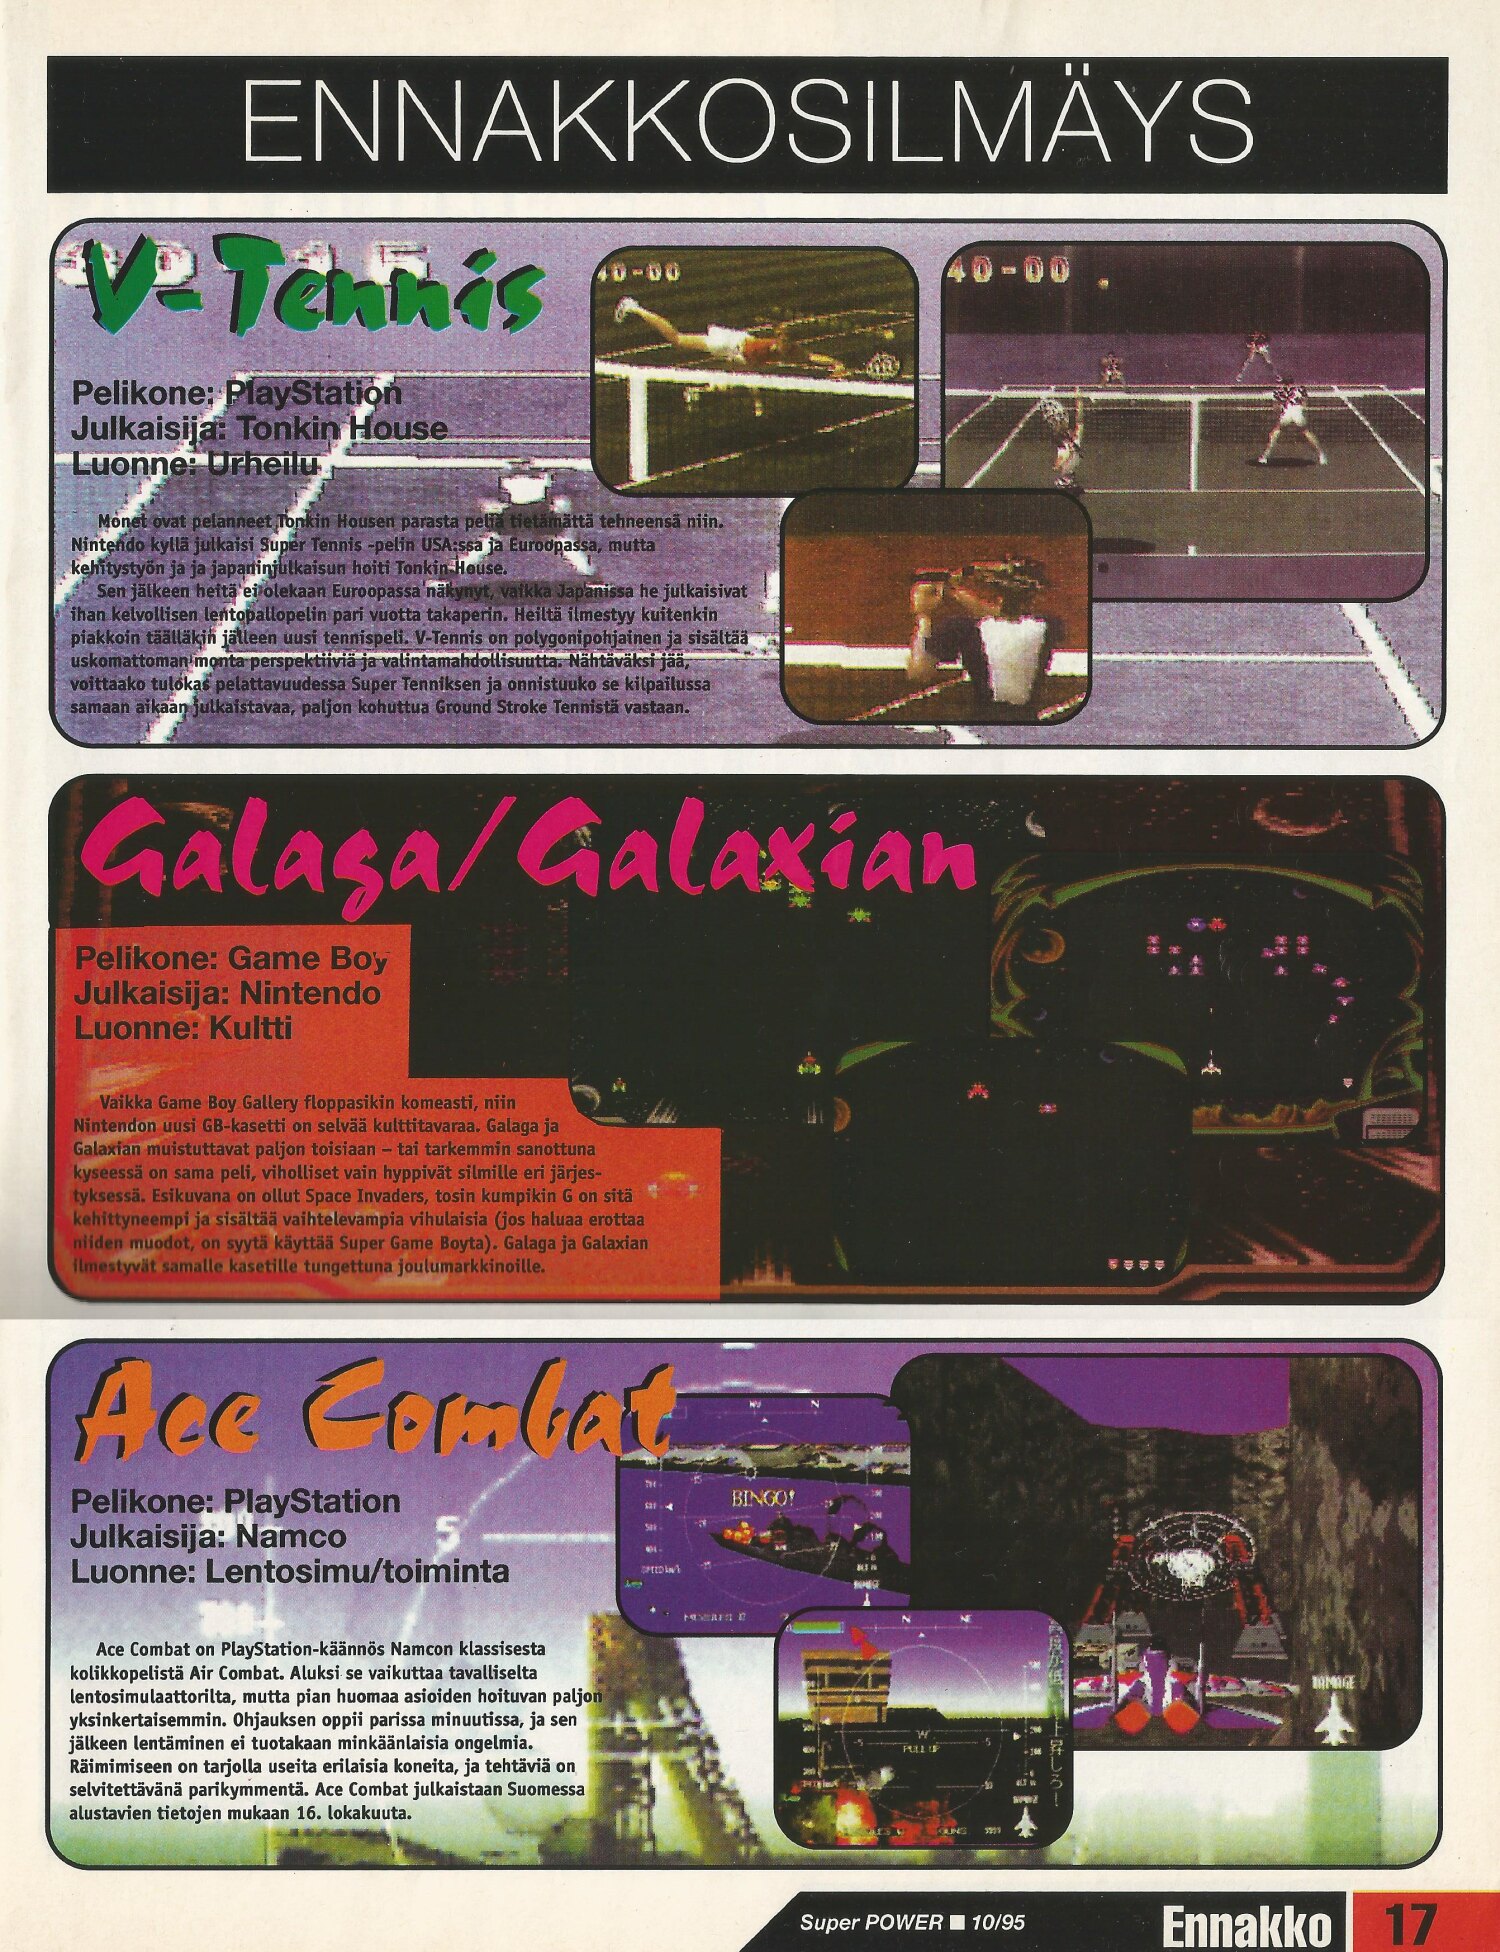 ENNAKKOSILMÄYS
V-Tennis
40-00
40-00
Pelikone: PlayStation
Julkaisija: Tonkin House
Luonne: Urheilu
Monet ovat pelanneet Tonkin Housen parasta peliä tietämättä tehneensä niin.
Nintendo kyllä julkaisi Super Tennis -pelin USA:ssa ja Euroopassa, mutta
kehitystyön ja ja japaninjulkaisun hoiti Tonkin House.
Sen jälkeen heitä ei olekaan Euroopassa näkynyt, vaikka Japanissa he julkaisivat
ihan kelvollisen lentopallopelin pari vuotta takaperin. Heiltä ilmestyy kuitenkin
piakkoin täälläkin jälleen uusi tennispeli. V-Tennis on polygonipohjainen ja sisältää
uskomattoman monta perspektiiviä ja valintamahdollisuutta. Nähtäväksi jää,
voittaako tulokas pelattavuudessa Super Tenniksen ja onnistuuko se kilpailussa
samaan aikaan julkaistavaa, paljon kohuttua Ground Stroke Tennistä vastaan.
Galaga/Galaxian
Pelikone: Game Boy
Julkaisija: Nintendo
Luonne: Kultti
Vaikka Game Boy Gallery floppasikin komeasti, niin
Nintendon uusi GB-kasetti on selvää kulttitavaraa. Galaga ja
Galaxian muistuttavat paljon toisiaan – tai tarkemmin sanottuna
kyseessä on sama peli, viholliset vain hyppivät silmille eri järjes-
tyksessä. Esikuvana on ollut Space Invaders, tosin kumpikin G on sitä
kehittyneempi ja sisältää vaihtelevampia vihulaisia (jos haluaa erottaa
niiden muodot, on syytä käyttää Super Game Boyta). Galaga ja Galaxian
ilmestyvät samalle kasetille tungettuna joulumarkkinoille.
Ace Combat
Pelikone: PlayStation
Julkaisija: Namco
Luonne: Lentosimu/toiminta
Ace Combat on PlayStation-käännös Namcon klassisesta
kolikkopelistä Air Combat. Aluksi se vaikuttaa tavalliselta
lentosimulaattorilta, mutta pian huomaa asioiden hoituvan paljon
yksinkertaisemmin. Ohjauksen oppii parissa minuutissa, ja sen
jälkeen lentäminen ei tuotakaan minkäänlaisia ongelmia.
Räimimiseen on tarjolla useita erilaisia koneita, ja tehtäviä on
selvitettävänä parikymmentä. Ace Combat julkaistaan Suomessa
alustavien tietojen mukaan 16. lokakuuta.
N
BINGO!
N NE
PULL UP
DAMAGE
5
Super POWER ■ 10/95
Ennakko 17